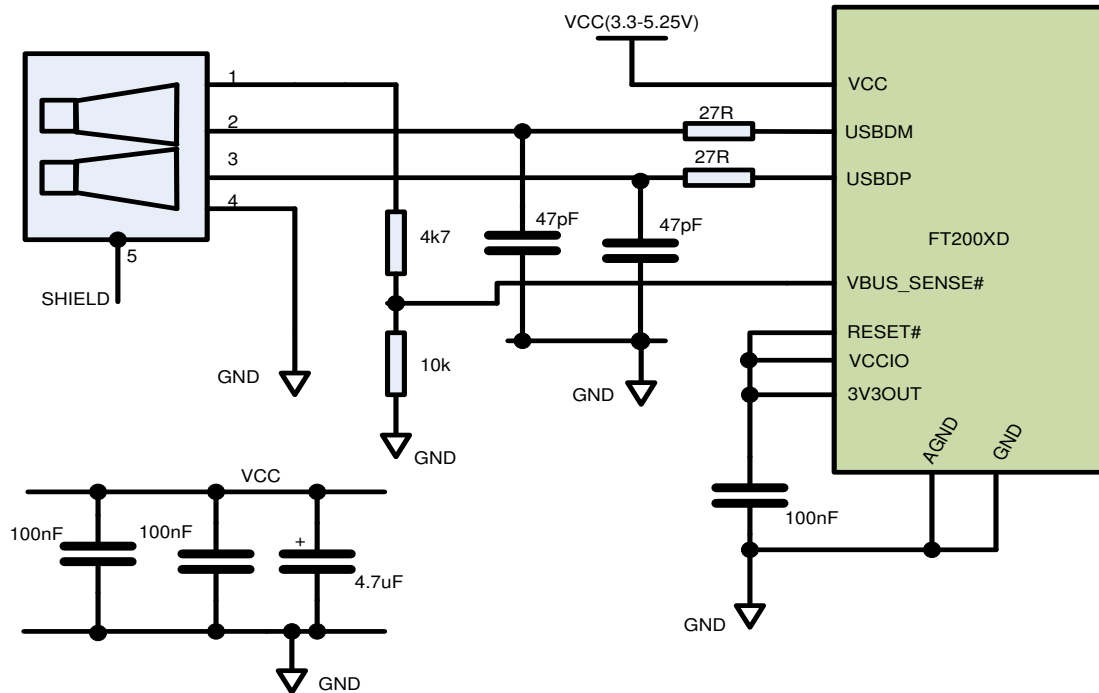 VCC(3.3-5.25V)
1
VCC
27R
2
USBDM
27R
3
USBDP
4
47pF
47pF
4k7
FT200XD
5
SHIELD
VBUS_SENSE#
RESET#
10k
VCCIO
GND
3V3OUT
GND
AGND
GND
GND
VCC
100nF
100nF
100nF
+
4.7uF
GND
GND